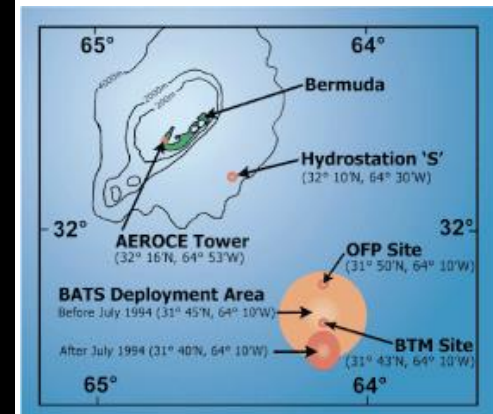 65° 64°
4000m
2000m
200m
Bermuda
Hydrostation 'S'
(32° 10'N, 64° 30'W)
32° 32°
AEROCE Tower
(32° 16'N, 64° 53'W)
OFP Site
(31° 50'N, 64° 10'W)
BATS Deployment Area
Before July 1994 (31° 45'N, 64° 10'W)
BTM Site
(31° 43'N, 64° 10'W)
After July 1994 (31° 40'N, 64° 10'W)
65° 64°